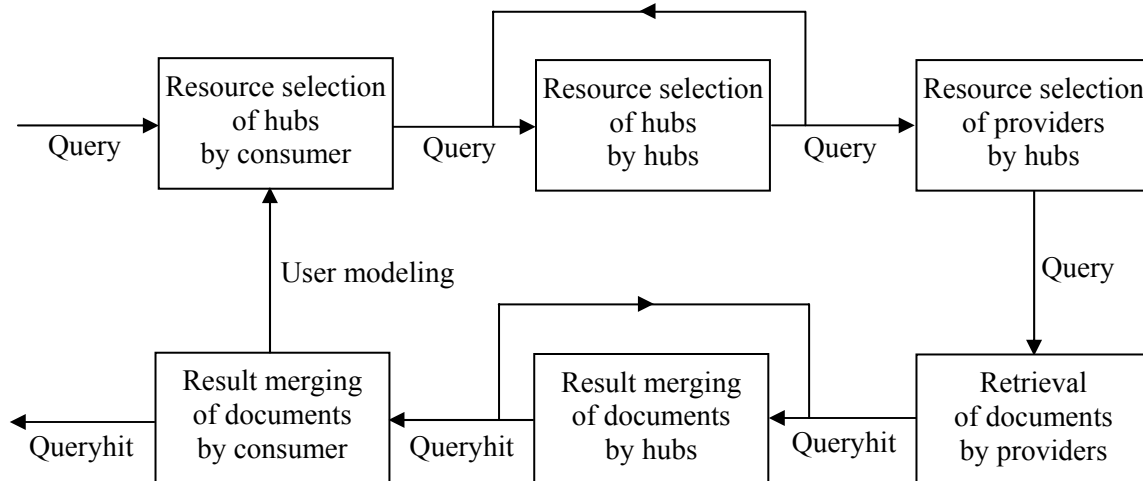 Resource selection
of hubs
by consumer
Resource selection
of hubs
by hubs
Resource selection
of providers
by hubs
Query
Query
Query
User modeling
Query
Result merging
of documents
by consumer
Result merging
of documents
by hubs
Retrieval
of documents
by providers
Queryhit
Queryhit
Queryhit